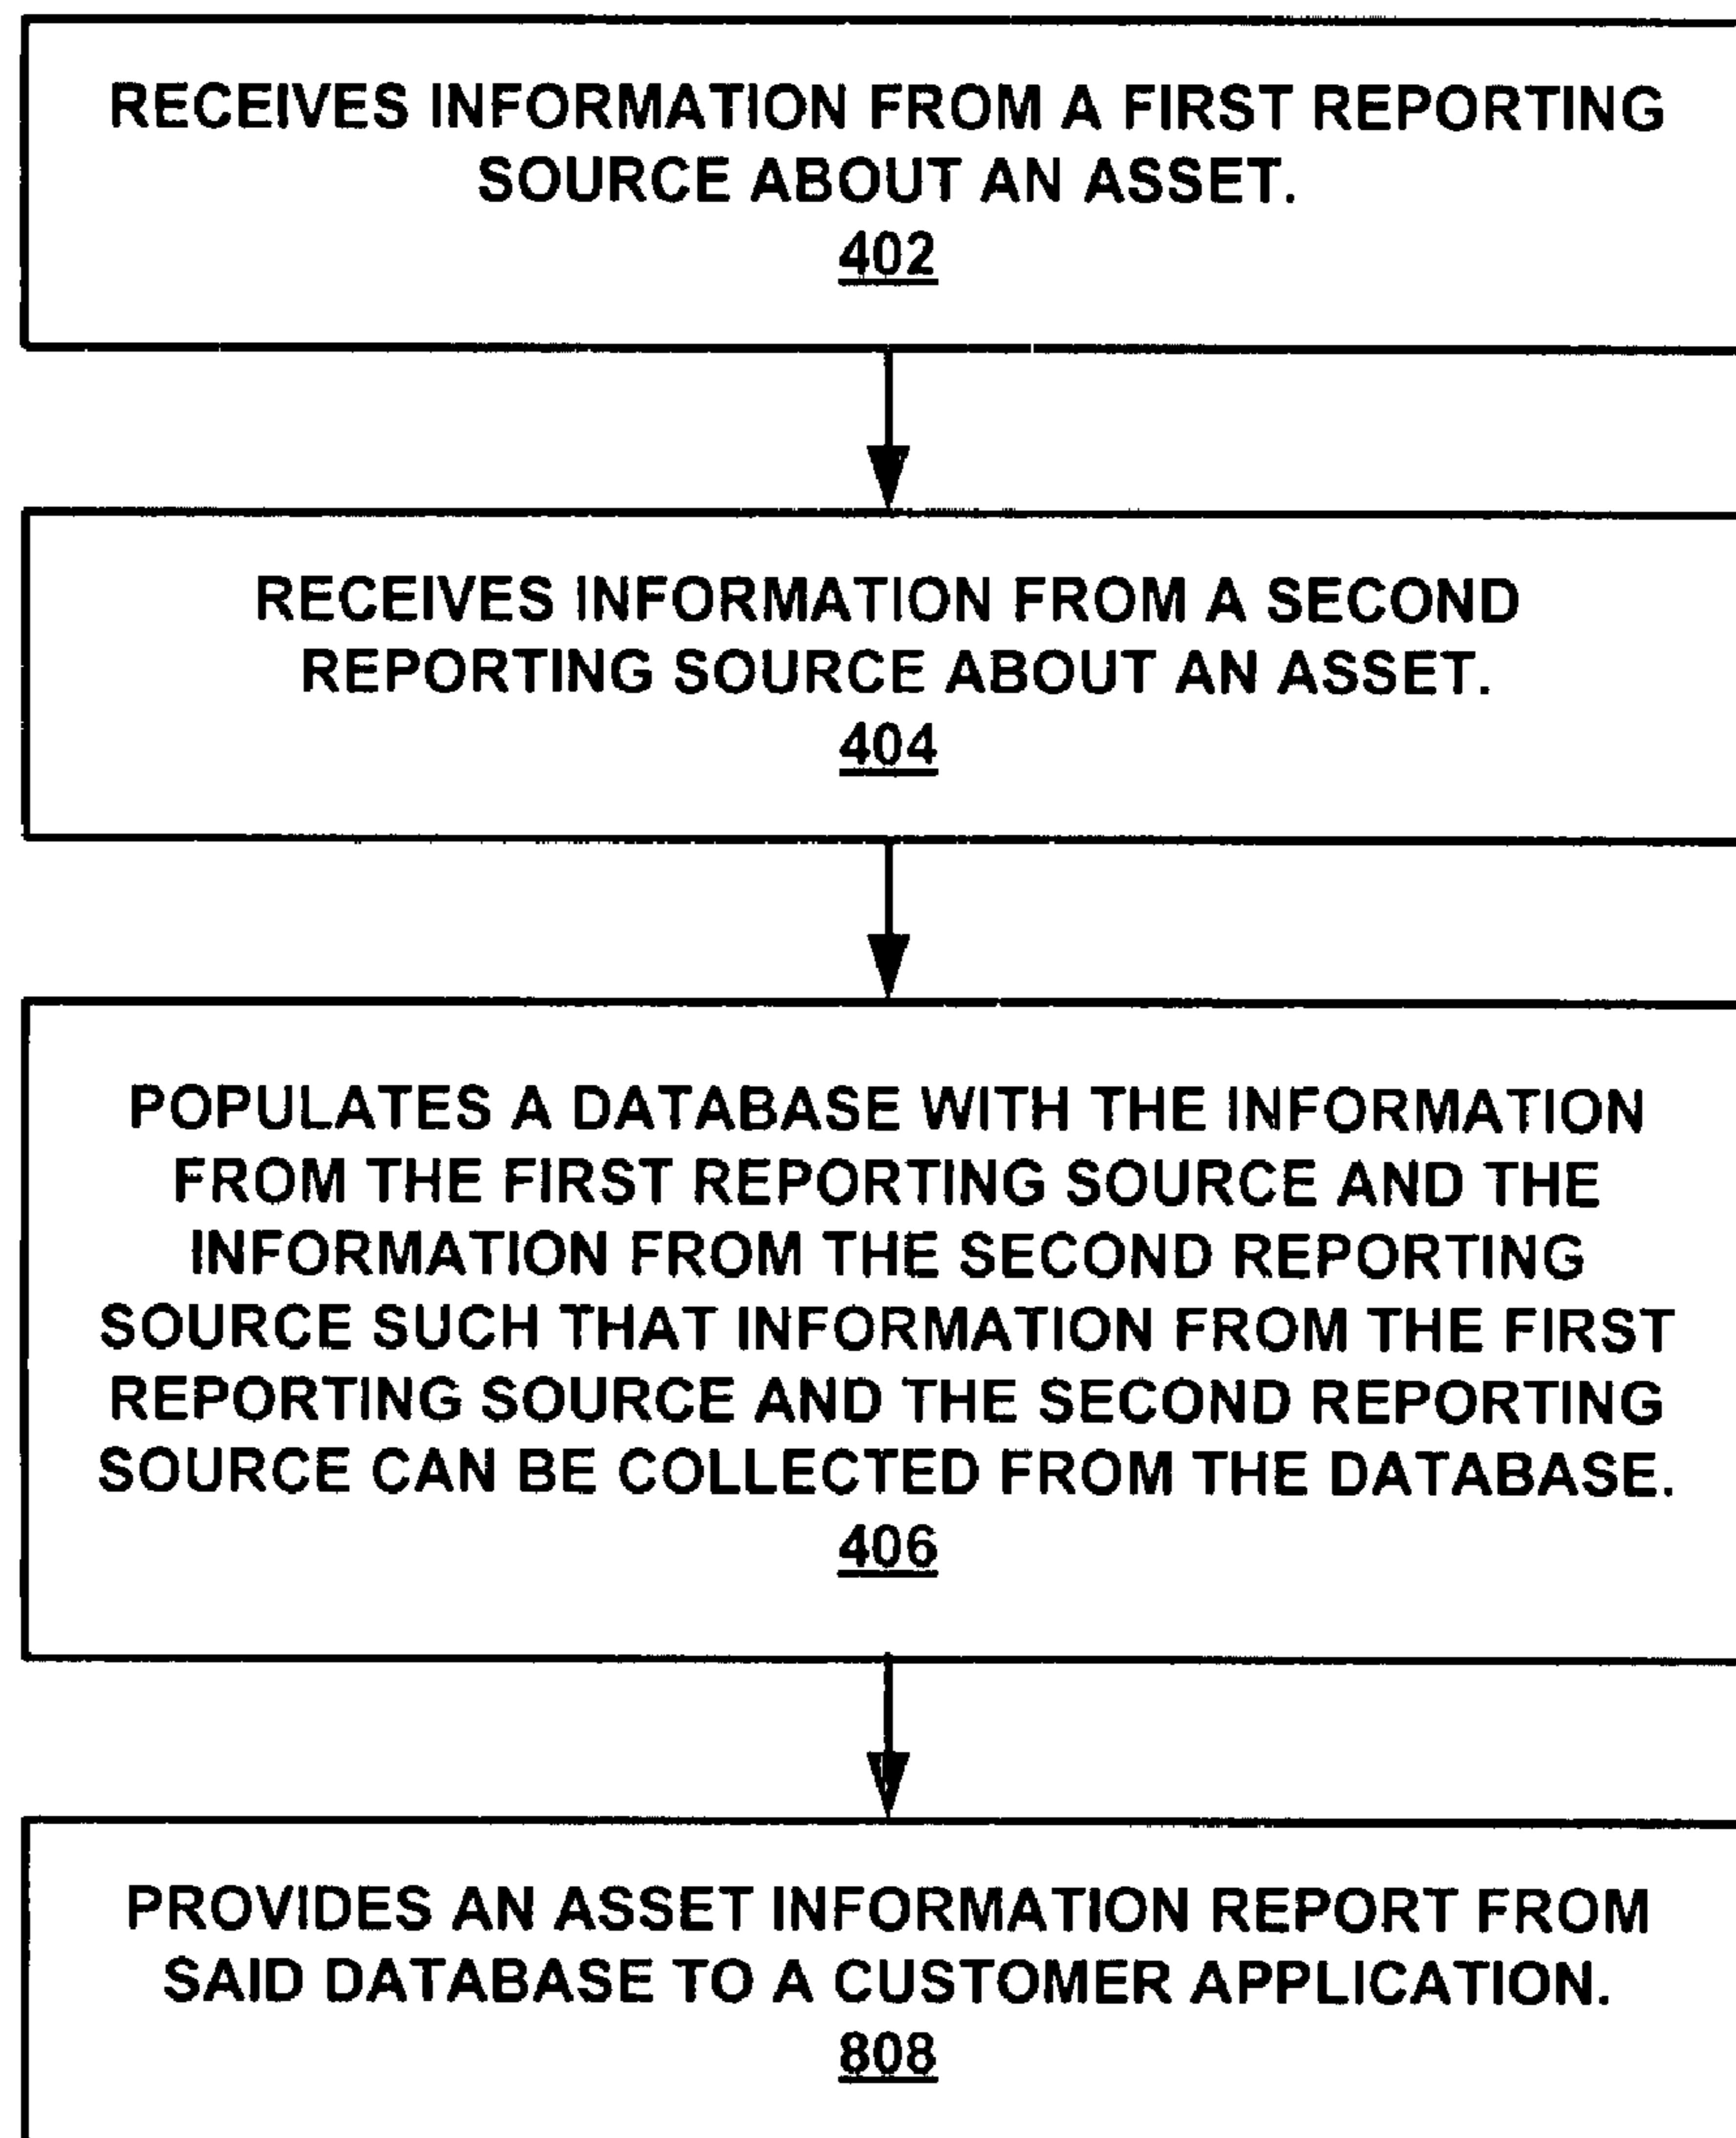 RECEIVES INFORMATION FROM A FIRST REPORTING
SOURCE ABOUT AN ASSET.
402
RECEIVES INFORMATION FROM A SECOND
REPORTING SOURCE ABOUT AN ASSET.
404
POPULATES A DATABASE WITH THE INFORMATION
FROM THE FIRST REPORTING SOURCE AND THE
INFORMATION FROM THE SECOND REPORTING
SOURCE SUCH THAT INFORMATION FROM THE FIRST
REPORTING SOURCE AND THE SECOND REPORTING
SOURCE CAN BE COLLECTED FROM THE DATABASE.
406
PROVIDES AN ASSET INFORMATION REPORT FROM
SAID DATABASE TO A CUSTOMER APPLICATION.
808